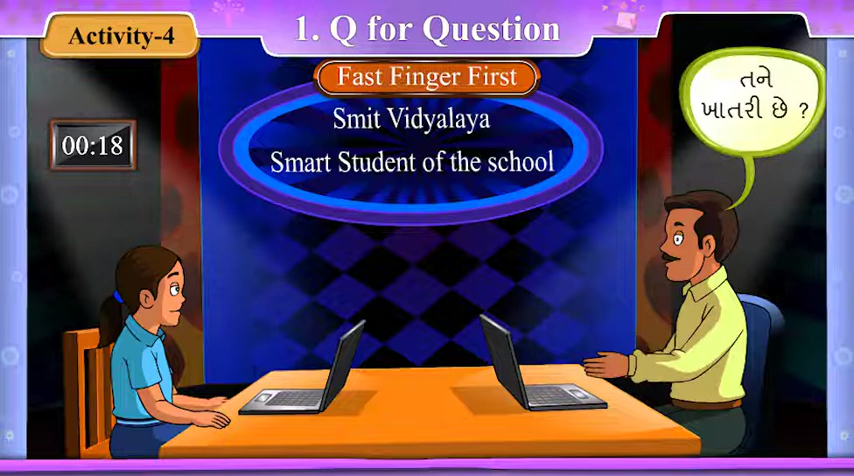 Activity-4
1. Q for Question
Fast Finger First
Smit Vidyalaya
Smart Student of the school
00:18
તને
ખાતરી છે ?